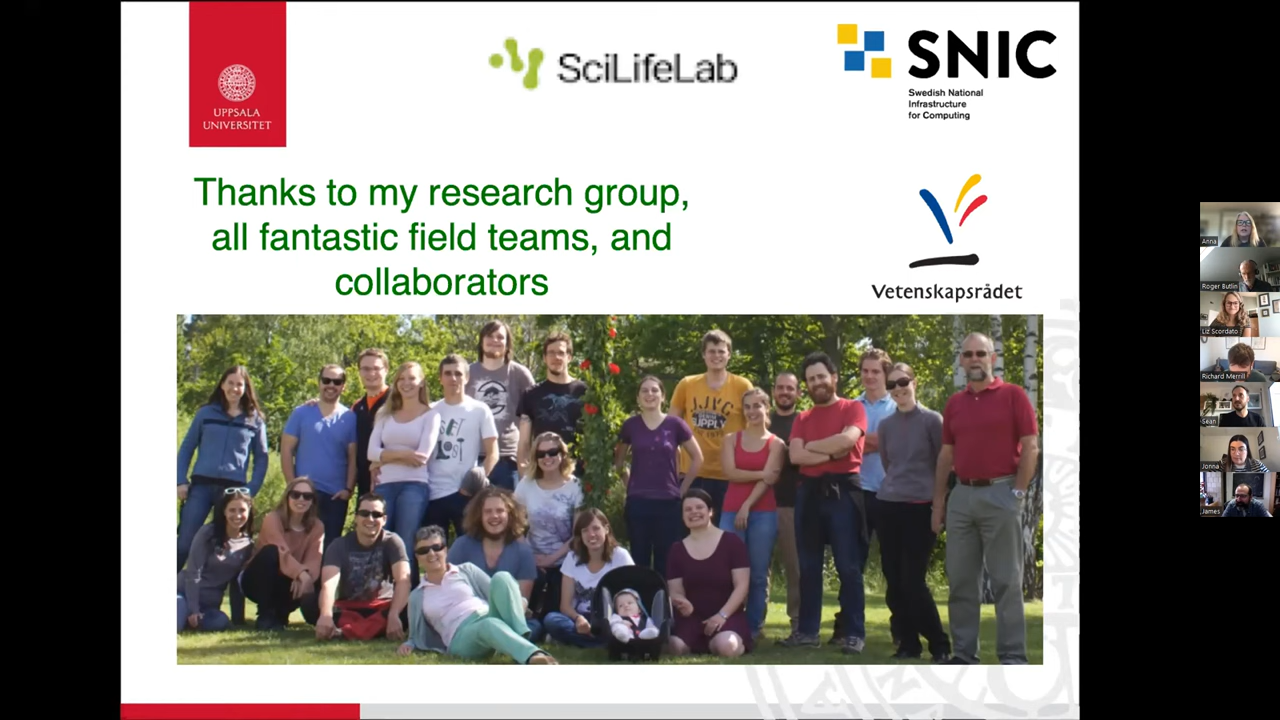 UPPSALA
UNIVERSITET
SciLifeLab
SNIC
Swedish National
Infrastructure
for Computing
Thanks to my research group,
all fantastic field teams, and
collaborators
Vetenskapsrådet
Anna
Roger Butlin
Liz Scordato
Richard Merrill
Sean
Jonna
James